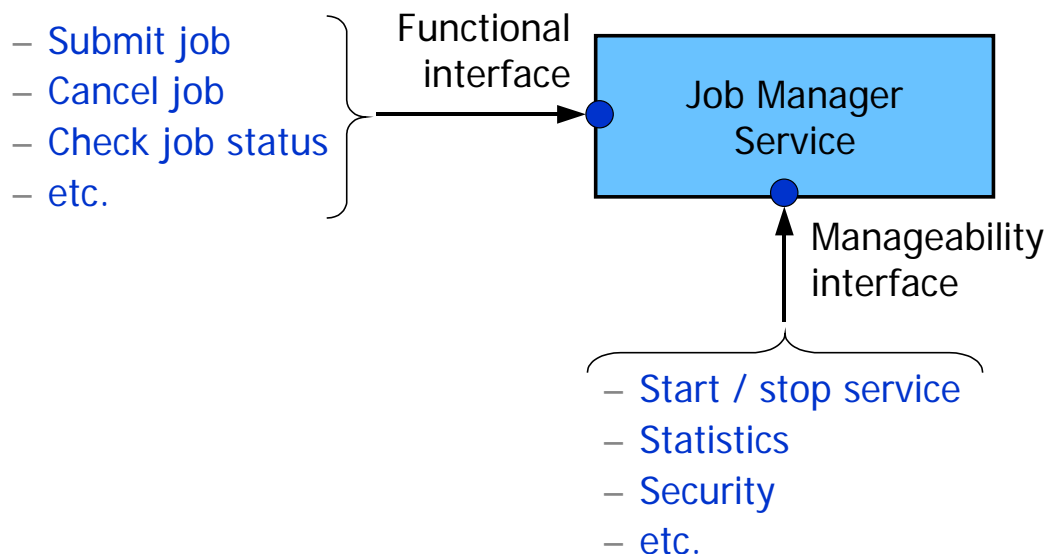 – Submit job
– Cancel job
– Check job status
– etc.
Functional
interface
Job Manager
Service
Manageability
interface
– Start / stop service
– Statistics
– Security
– etc.